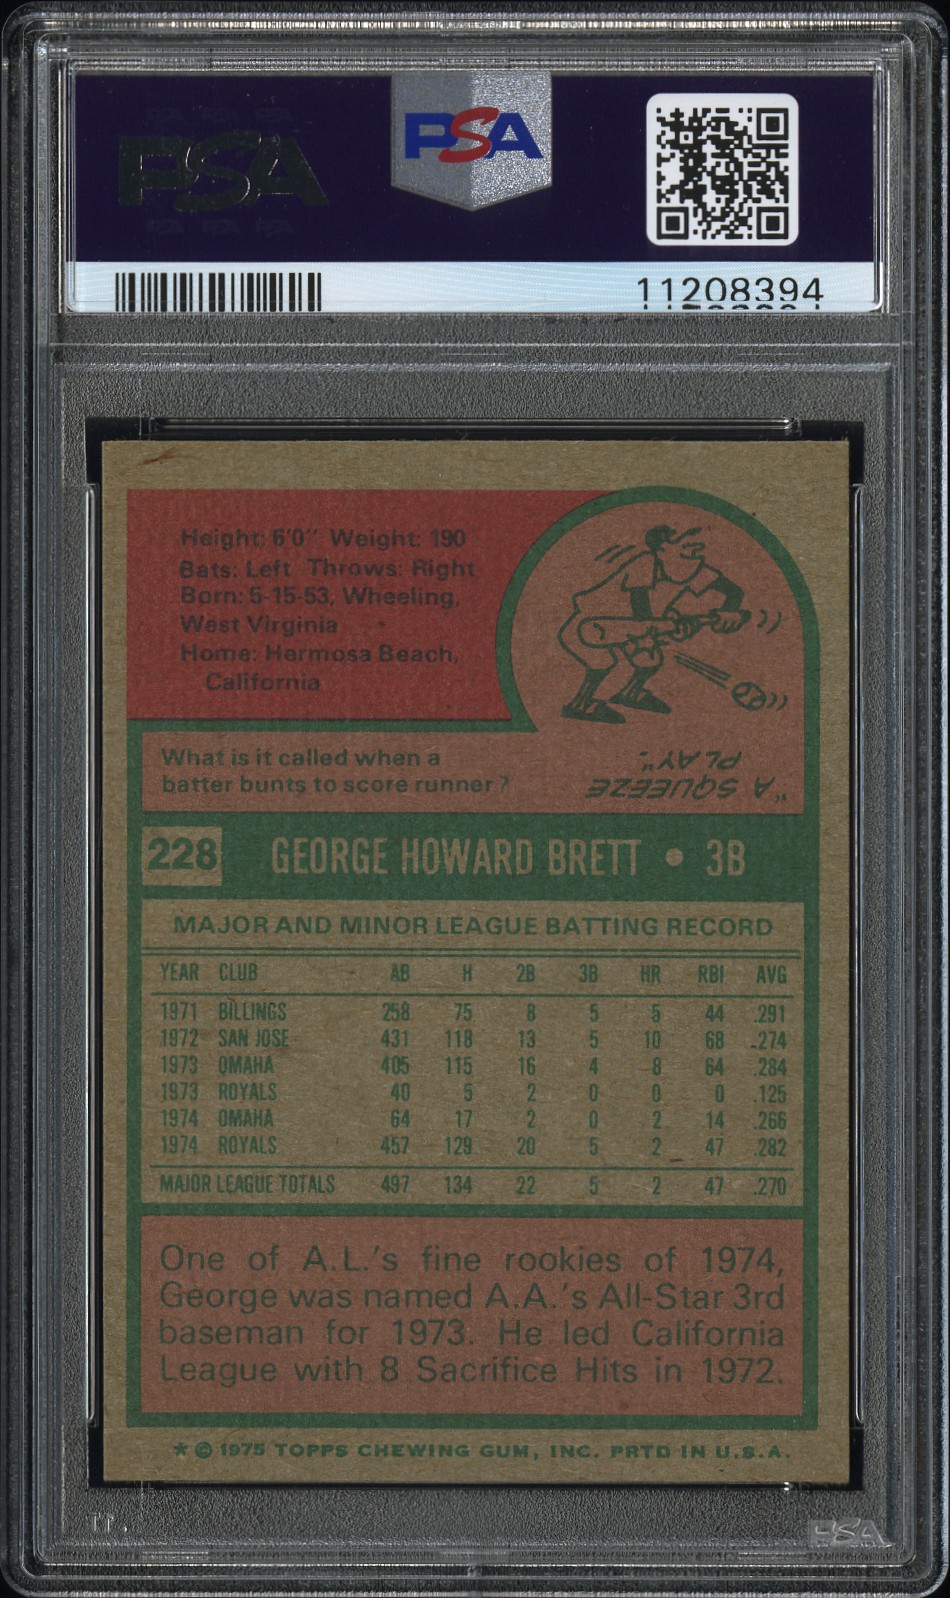 PSA
PSA
11208394
Height: 6'0" Weight: 190
Bats: Left Throws: Right
Born: 5-15-53, Wheeling,
West Virginia
Home: Hermosa Beach,
California
What is it called when a
batter bunts to score runner?
"A SQUEEZE
PLAY."
228 GEORGE HOWARD BRETT • 3B
MAJOR AND MINOR LEAGUE BATTING RECORD
YEAR CLUB AB H 2B 3B HR RBI AVG
1971 BILLINGS 258 75 8 5 5 44 .291
1972 SAN JOSE 431 118 13 5 10 68 .274
1973 OMAHA 405 115 16 4 8 64 .284
1973 ROYALS 40 5 2 0 0 0 .125
1974 OMAHA 64 17 2 0 2 14 .266
1974 ROYALS 457 129 20 5 2 47 .282
MAJOR LEAGUE TOTALS 497 134 22 5 2 47 .270
One of A.L.'s fine rookies of 1974,
George was named A.A.'s All-Star 3rd
baseman for 1973. He led California
League with 8 Sacrifice Hits in 1972.
* © 1975 TOPPS CHEWING GUM, INC. PRTD IN U.S.A.
PSA